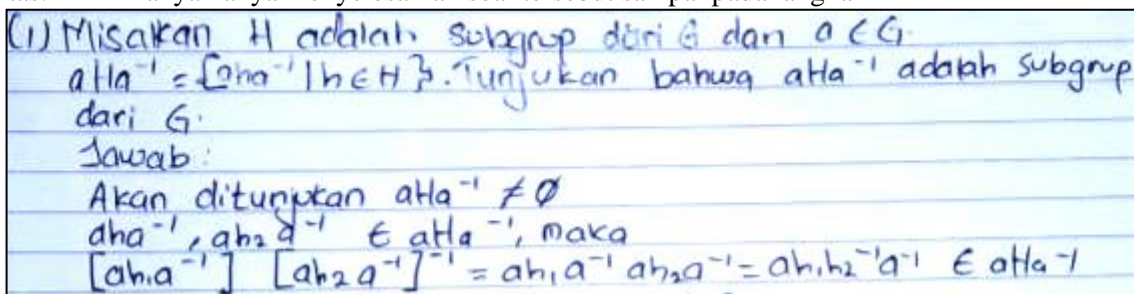 (1) Misalkan H adalah subgrup dari G dan a ∈ G.
aHa⁻¹ = {aha⁻¹ | h ∈ H}. Tunjukan bahwa aHa⁻¹ adalah subgrup
dari G.
Jawab:
Akan ditunjukan aHa⁻¹ ≠ ∅
aha⁻¹, ah₂a⁻¹ ∈ aHa⁻¹, maka
[ah₁a⁻¹] [ah₂a⁻¹]⁻¹ = ah₁a⁻¹ ah₂a⁻¹ = ah₁h₂⁻¹a⁻¹ ∈ aHa⁻¹